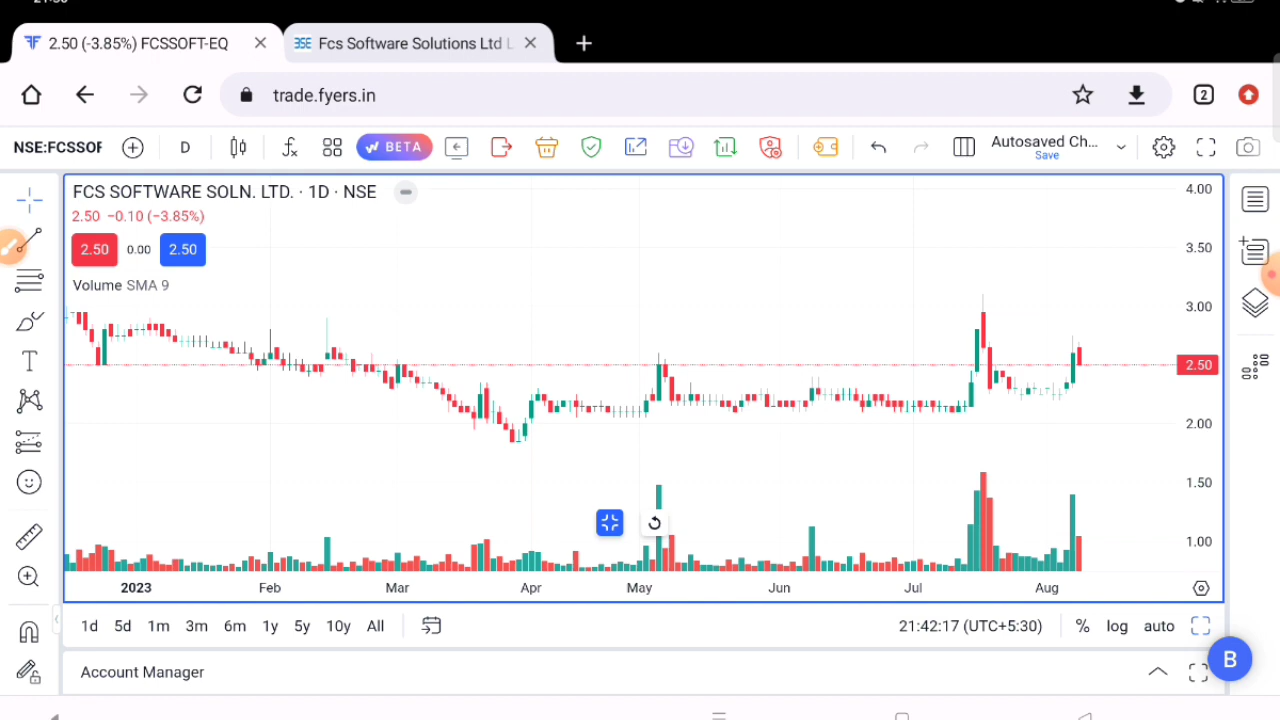 2.50 (-3.85%) FCSSOFT-EQ
BSE Fcs Software Solutions Ltd
trade.fyers.in
2
NSE:FCSSOF
D
BETA
Autosaved Ch...
Save
FCS SOFTWARE SOLN. LTD. · 1D · NSE
2.50 −0.10 (−3.85%)
2.50 0.00 2.50
Volume SMA 9
4.00
3.50
3.00
2.50
2.00
1.50
1.00
2023 Feb Mar Apr May Jun Jul Aug
1d 5d 1m 3m 6m 1y 5y 10y All
21:42:17 (UTC+5:30) % log auto
B
Account Manager